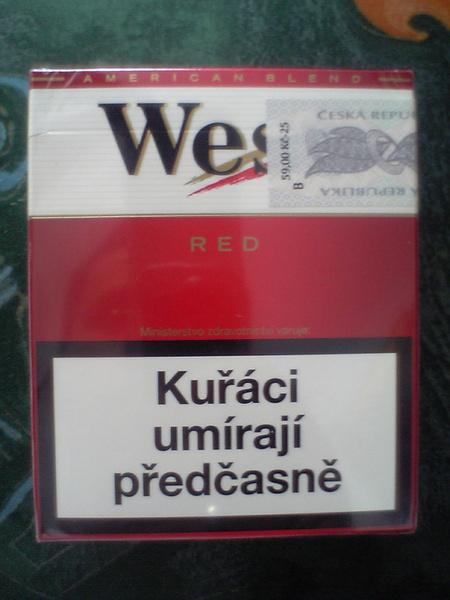 AMERICAN BLEND
Wes
ČESKÁ REPU
59,00 Kč-25
B
REPUBLIKA
RED
Ministerstvo zdravotnictví varuje:
Kuřáci
umírají
předčasně